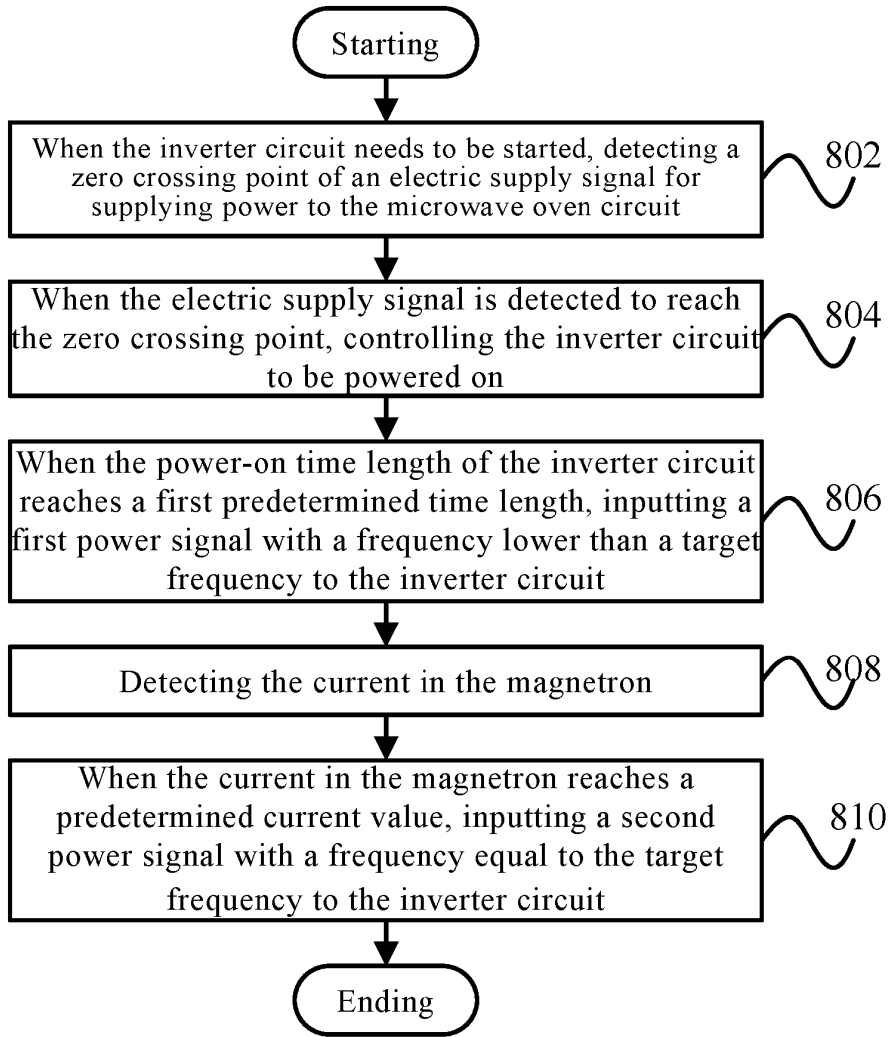 Starting
When the inverter circuit needs to be started, detecting a
zero crossing point of an electric supply signal for
supplying power to the microwave oven circuit
802
When the electric supply signal is detected to reach
the zero crossing point, controlling the inverter circuit
to be powered on
804
When the power-on time length of the inverter circuit
reaches a first predetermined time length, inputting a
first power signal with a frequency lower than a target
frequency to the inverter circuit
806
Detecting the current in the magnetron
808
When the current in the magnetron reaches a
predetermined current value, inputting a second
power signal with a frequency equal to the target
frequency to the inverter circuit
810
Ending